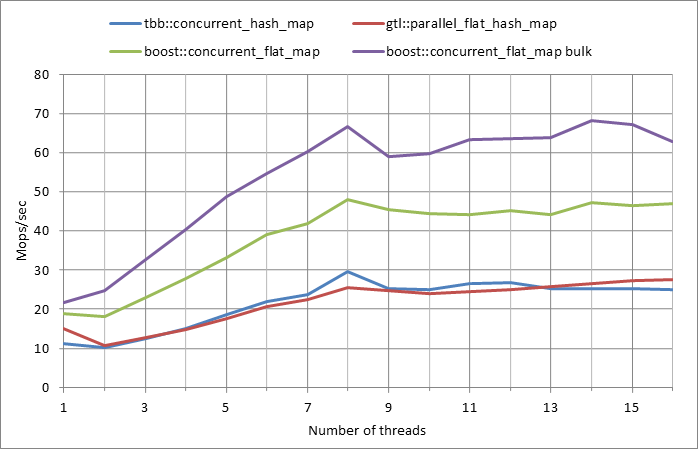 tbb::concurrent_hash_map gtl::parallel_flat_hash_map
boost::concurrent_flat_map boost::concurrent_flat_map bulk
80
70
60
50
40
30
20
10
0
Mops/sec
1 3 5 7 9 11 13 15
Number of threads